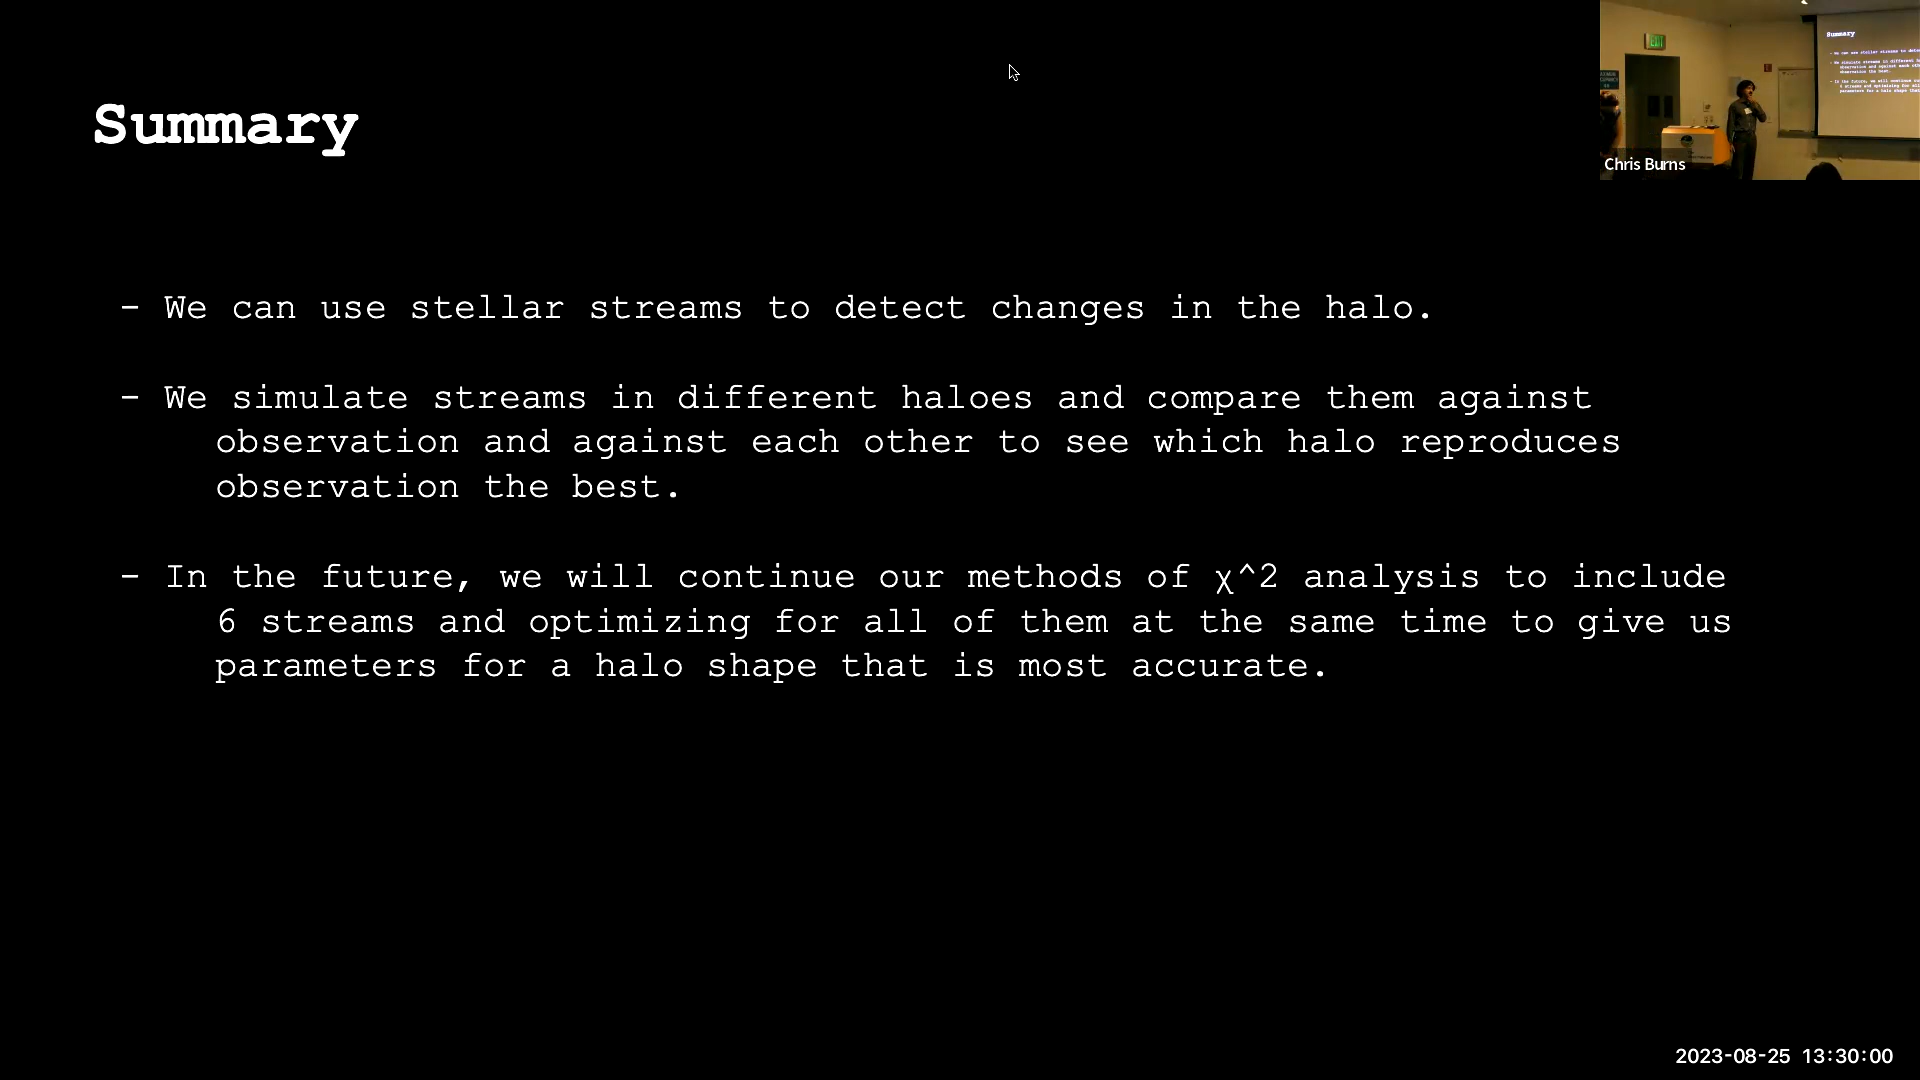 Summary
- We can use stellar streams to detect changes in the halo.
- We simulate streams in different haloes and compare them against
observation and against each other to see which halo reproduces
observation the best.
- In the future, we will continue our methods of χ^2 analysis to include
6 streams and optimizing for all of them at the same time to give us
parameters for a halo shape that is most accurate.
EXIT
Summary
Chris Burns
2023-08-25 13:30:00